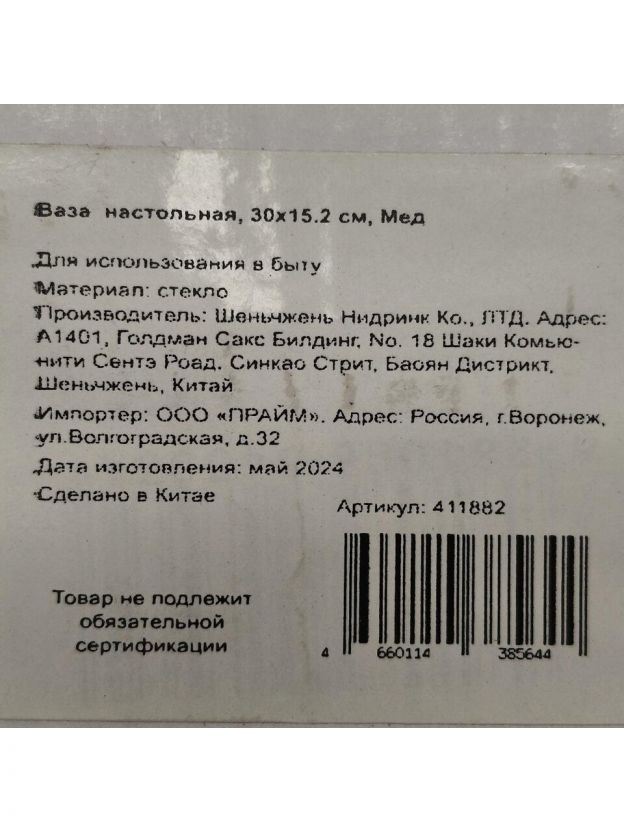 Ваза настольная, 30х15.2 см, Мед
Для использования в быту
Материал: стекло
Производитель: Шеньчжень Нидринк Ко., ЛТД. Адрес:
А1401, Голдман Сакс Билдинг, No. 18 Шаки Комью-
нити Сентэ Роад. Синкао Стрит, Баоян Дистрикт,
Шеньчжень, Китай
Импортер: ООО «ПРАЙМ». Адрес: Россия, г.Воронеж,
ул.Волгоградская, д.32
Дата изготовления: май 2024
Сделано в Китае
Артикул: 411882
Товар не подлежит
обязательной
сертификации
4 660114 385644